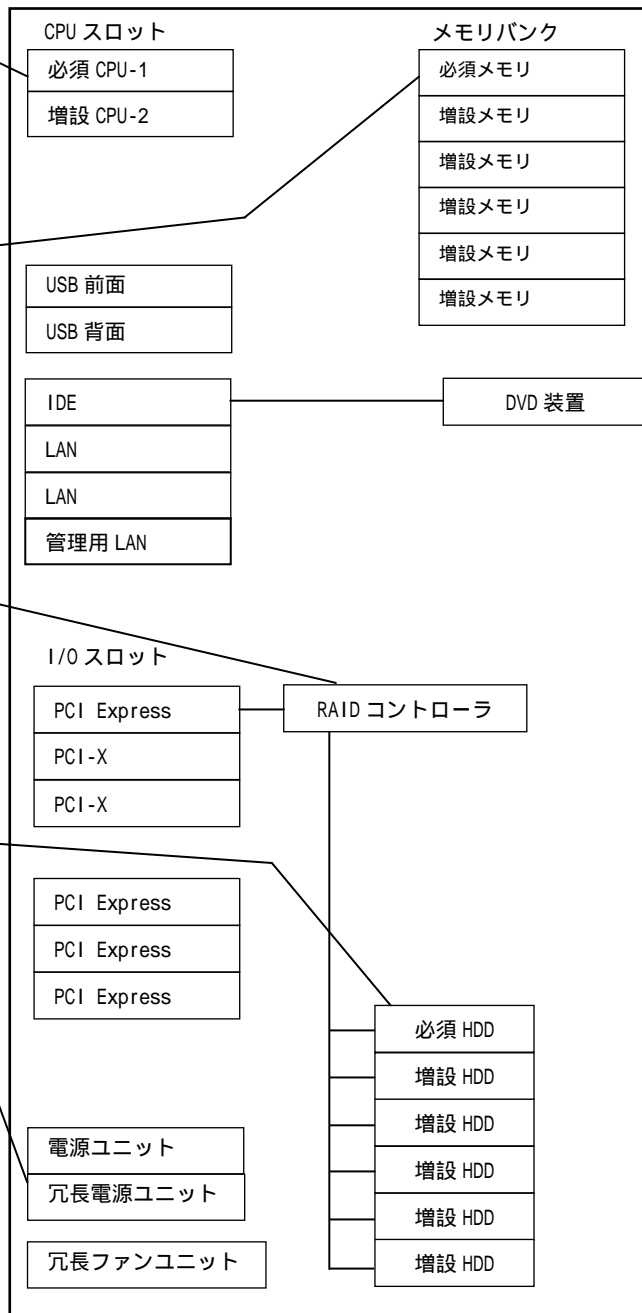 CPU スロット
必須 CPU-1
増設 CPU-2
メモリバンク
必須メモリ
増設メモリ
増設メモリ
増設メモリ
増設メモリ
増設メモリ
USB 前面
USB 背面
IDE
LAN
LAN
管理用 LAN
DVD 装置
I/O スロット
PCI Express
PCI-X
PCI-X
RAID コントローラ
PCI Express
PCI Express
PCI Express
必須 HDD
増設 HDD
増設 HDD
増設 HDD
増設 HDD
増設 HDD
電源ユニット
冗長電源ユニット
冗長ファンユニット